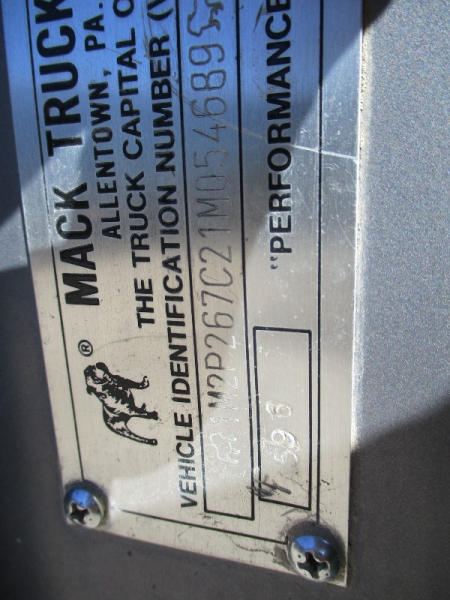 MACK TRUCK
ALLENTOWN, PA.
THE TRUCK CAPITAL O
VEHICLE IDENTIFICATION NUMBER (V
1M2P267C21M054689
"PERFORMANCE
®